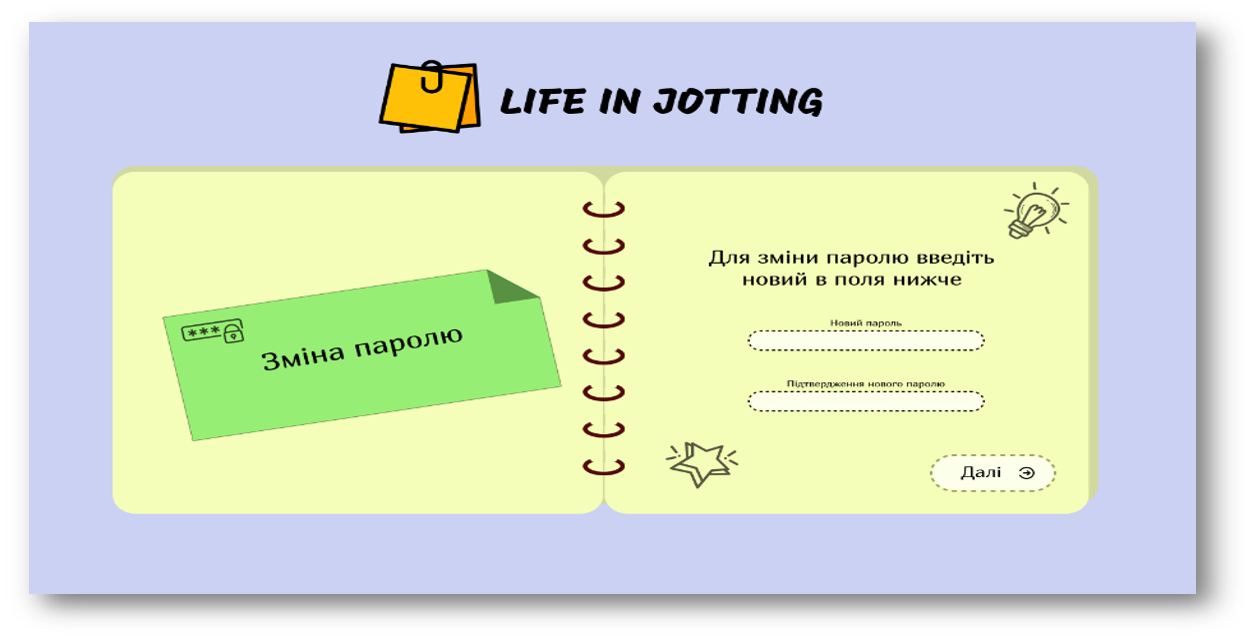 LIFE IN JOTTING
***
Зміна паролю
Для зміни паролю введіть
новий в поля нижче
Новий пароль
Підтвердження нового паролю
Далі